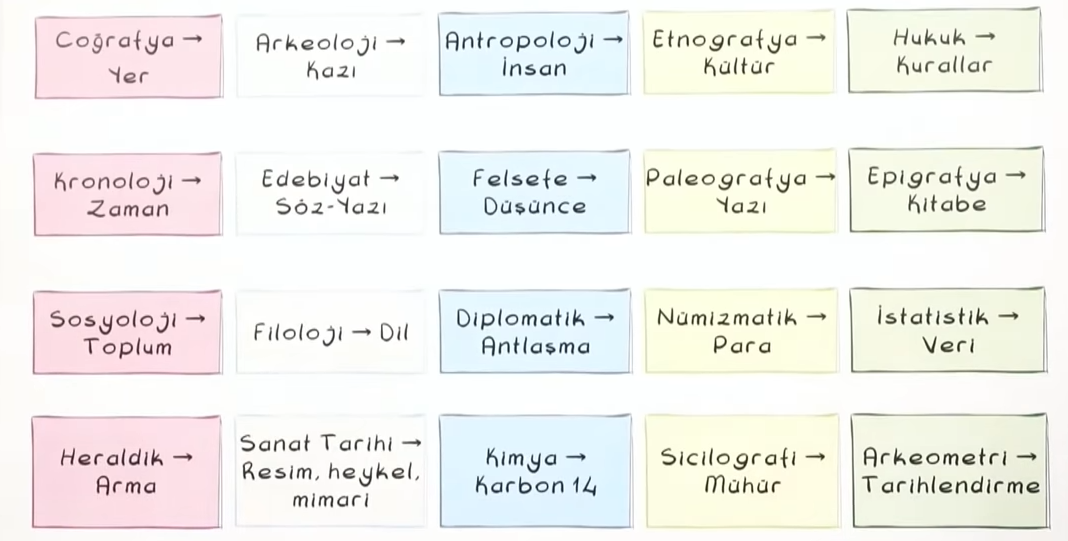 Coğrafya →
Yer
Arkeoloji →
Kazı
Antropoloji →
İnsan
Etnografya →
Kültür
Hukuk →
Kurallar
Kronoloji →
Zaman
Edebiyat →
Söz-Yazı
Felsefe →
Düşünce
Paleografya →
Yazı
Epigrafya →
Kitabe
Sosyoloji →
Toplum
Filoloji → Dil
Diplomatik →
Antlaşma
Nümizmatik →
Para
İstatistik →
Veri
Heraldik →
Arma
Sanat Tarihi →
Resim, heykel,
mimari
Kimya →
Karbon 14
Sicilografi →
Mühür
Arkeometri →
Tarihlendirme